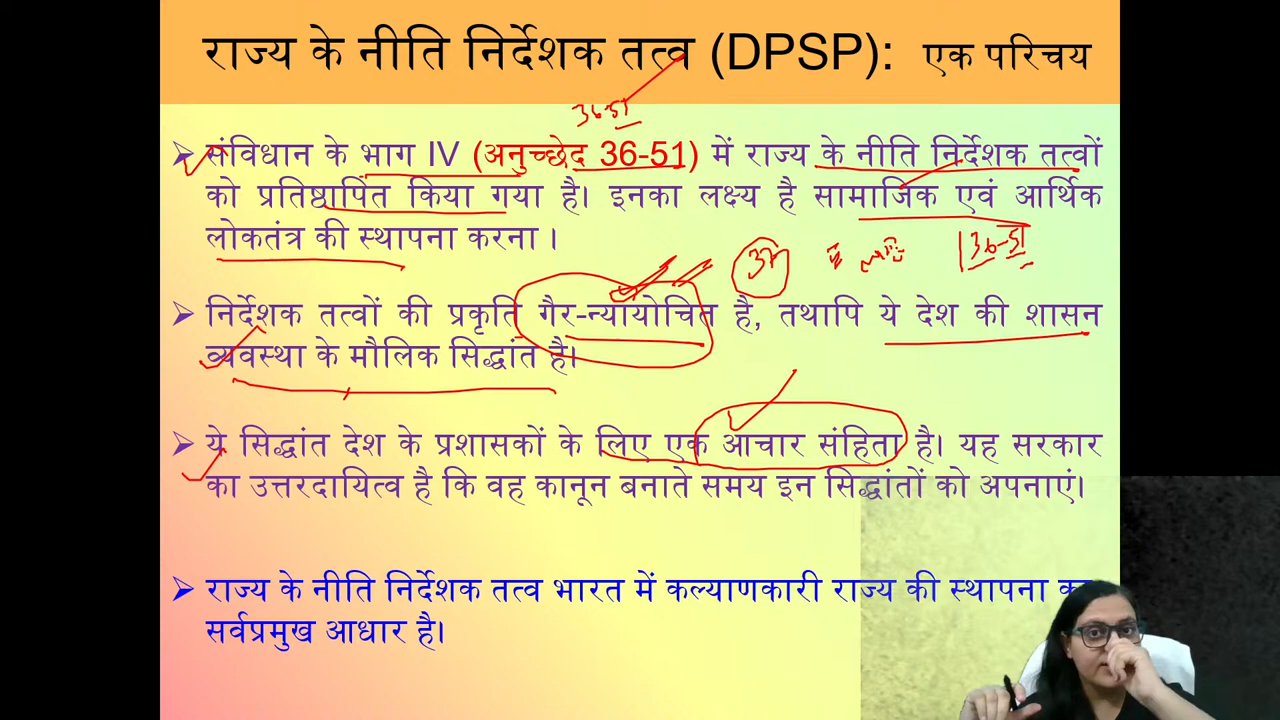 राज्य के नीति निर्देशक तत्व (DPSP): एक परिचय
36-51
➢ संविधान के भाग IV (अनुच्छेद 36-51) में राज्य के नीति निर्देशक तत्वों
को प्रतिष्ठापित किया गया है। इनका लक्ष्य है सामाजिक एवं आर्थिक
लोकतंत्र की स्थापना करना ।
37
36-51
➢ निर्देशक तत्वों की प्रकृति गैर-न्यायोचित है, तथापि ये देश की शासन
व्यवस्था के मौलिक सिद्धांत है।
➢ ये सिद्धांत देश के प्रशासकों के लिए एक आचार संहिता है। यह सरकार
का उत्तरदायित्व है कि वह कानून बनाते समय इन सिद्धांतों को अपनाएं।
➢ राज्य के नीति निर्देशक तत्व भारत में कल्याणकारी राज्य की स्थापना का
सर्वप्रमुख आधार है।